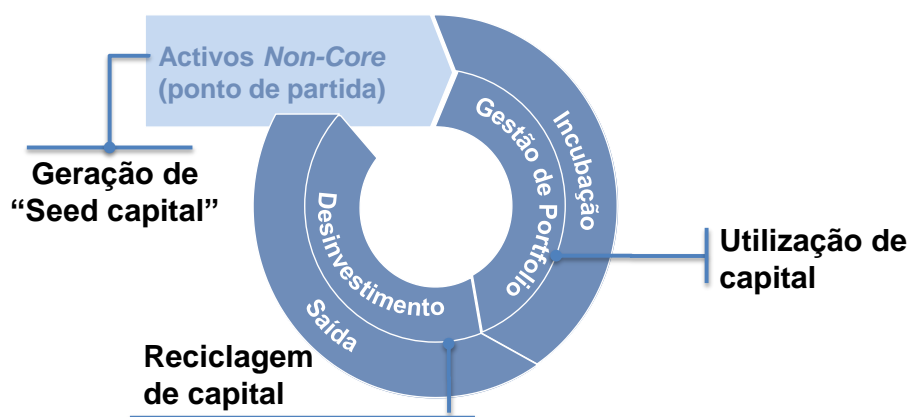 Activos Non-Core
(ponto de partida)
Geração de
“Seed capital”
Incubação
Gestão de Portfolio
Utilização de
capital
Desinvestimento
Saída
Reciclagem
de capital